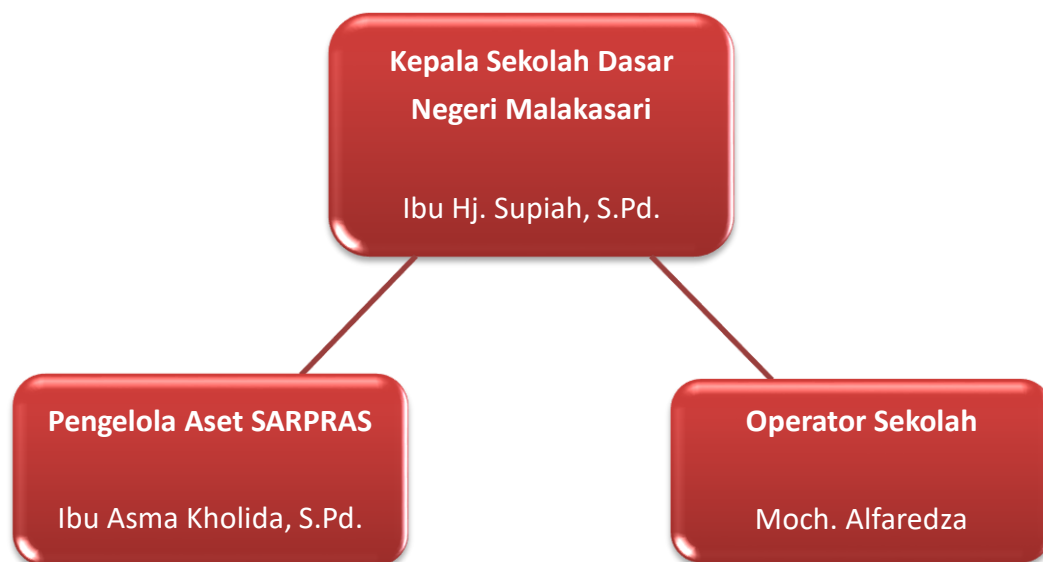 Kepala Sekolah Dasar
Negeri Malakasari
Ibu Hj. Supiah, S.Pd.
Pengelola Aset SARPRAS
Ibu Asma Kholida, S.Pd.
Operator Sekolah
Moch. Alfaredza